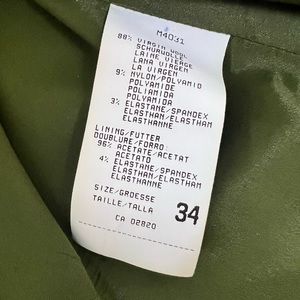 M4031
88% VIRGIN WOOL
SCHURWOLLE
LAINE VIERGE
LANA VIRGEN
LA VIRGEN
9% NYLON/POLYAMID
POLYAMIDE
POLIAMIDA
POLYAMIDA
3% ELASTANE/SPANDEX
ELASTHAN/ELASTHAM
ELASTHANNE
LINING/FUTTER
DOUBLURE/FORRO
96% ACETATE/ACETAT
ACETATO
4% ELASTANE/SPANDEX
ELASTHAN/ELASTHAM
ELASTHANNE
SIZE/GROESSE
TAILLE/TALLA 34
CA 02820